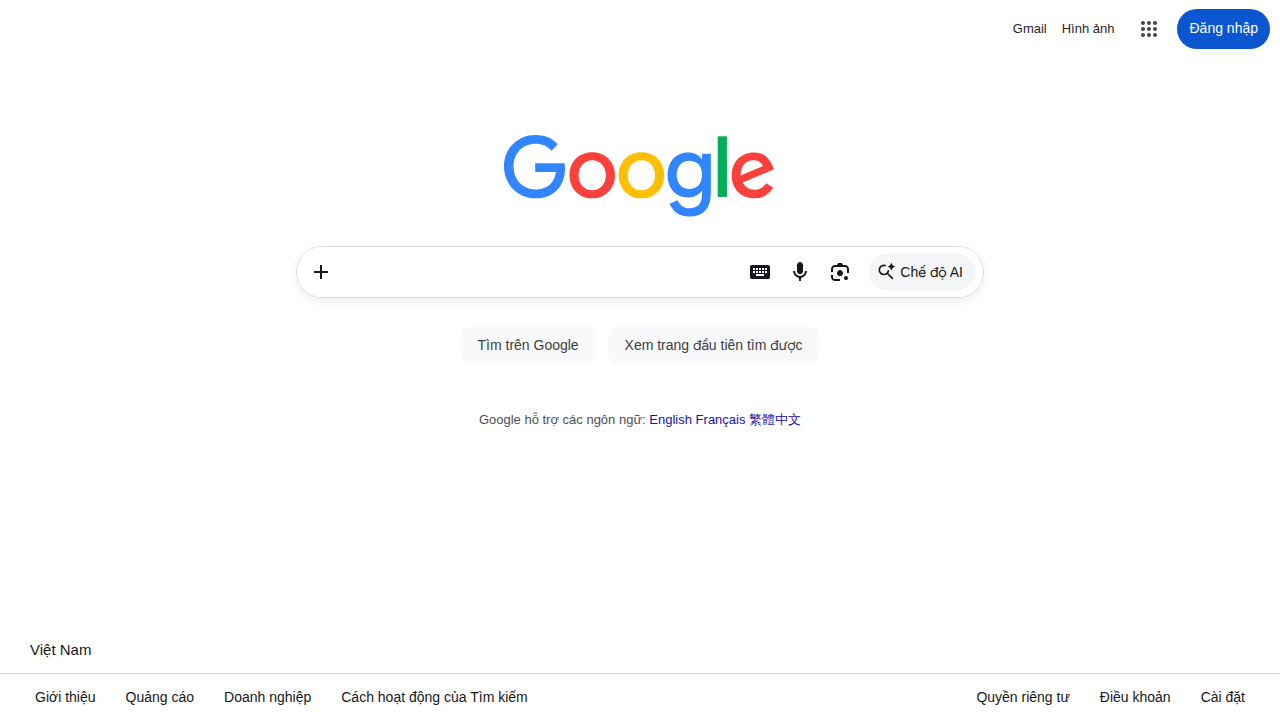 Gmail Hình ảnh Đăng nhập
Google
Chế độ AI
Tìm trên Google Xem trang đầu tiên tìm được
Google hỗ trợ các ngôn ngữ: English Français 繁體中文
Việt Nam
Giới thiệu Quảng cáo Doanh nghiệp Cách hoạt động của Tìm kiếm Quyền riêng tư Điều khoản Cài đặt